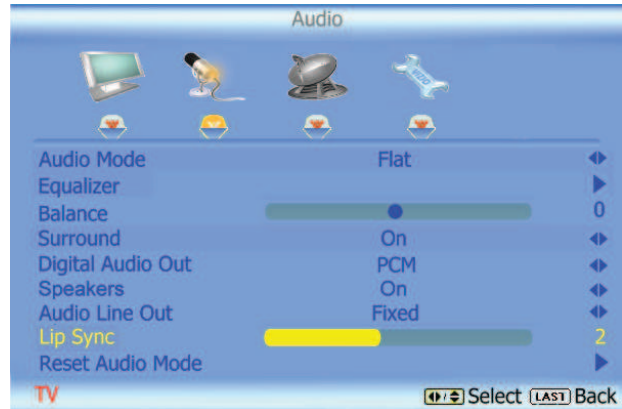 Audio
VIZIO
Audio Mode Flat
Equalizer
Balance 0
Surround On
Digital Audio Out PCM
Speakers On
Audio Line Out Fixed
Lip Sync 2
Reset Audio Mode
TV Select LAST Back